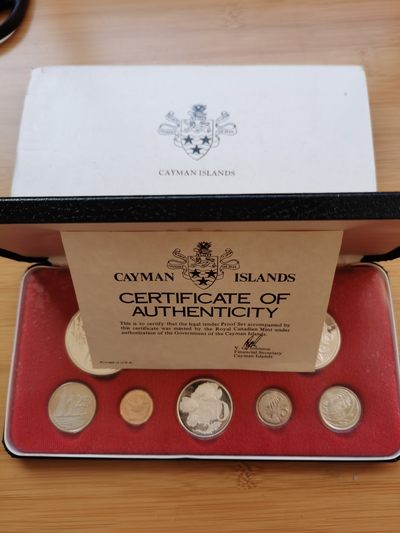 CAYMAN ISLANDS
CAYMAN ISLANDS
CERTIFICATE OF
AUTHENTICITY
This is to certify that the legal tender Proof Set accompanied by
this certificate was minted by the Royal Canadian Mint under
authorization of the Government of the Cayman Islands.
Financial Secretary
Cayman Islands